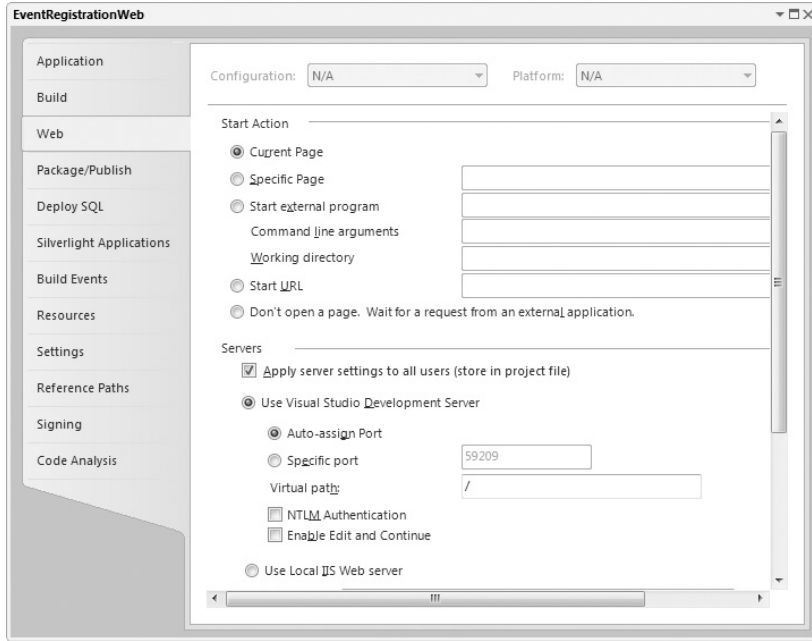 EventRegistrationWeb
Application
Build
Web
Package/Publish
Deploy SQL
Silverlight Applications
Build Events
Resources
Settings
Reference Paths
Signing
Code Analysis
Configuration: N/A Platform: N/A
Start Action
Current Page
Specific Page
Start external program
Command line arguments
Working directory
Start URL
Don't open a page. Wait for a request from an external application.
Servers
Apply server settings to all users (store in project file)
Use Visual Studio Development Server
Auto-assign Port
Specific port 59209
Virtual path: /
NTLM Authentication
Enable Edit and Continue
Use Local IIS Web server